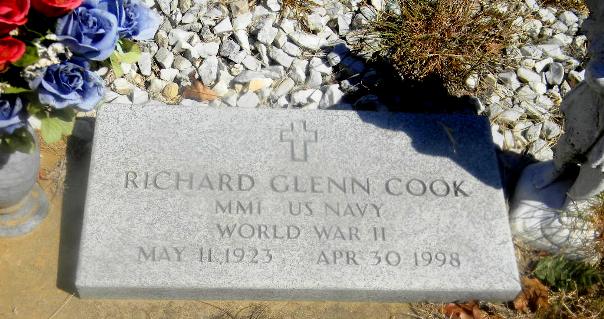 RICHARD GLENN COOK
MM1 US NAVY
WORLD WAR II
MAY 11, 1923 APR 30 1998